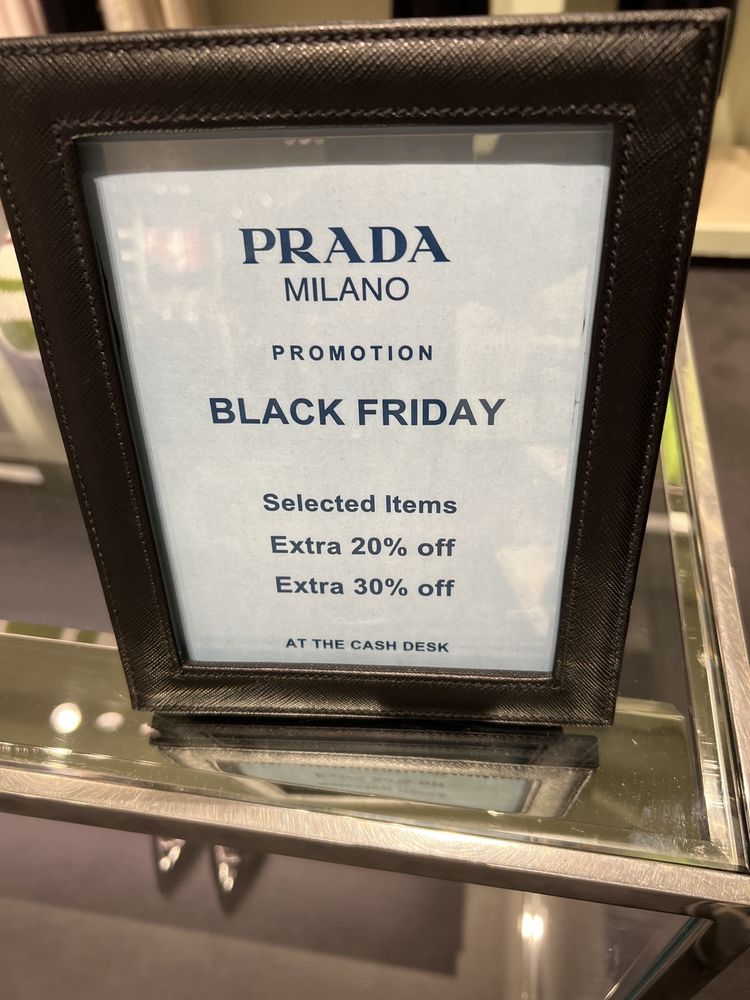 PRADA
MILANO
PROMOTION
BLACK FRIDAY
Selected Items
Extra 20% off
Extra 30% off
AT THE CASH DESK